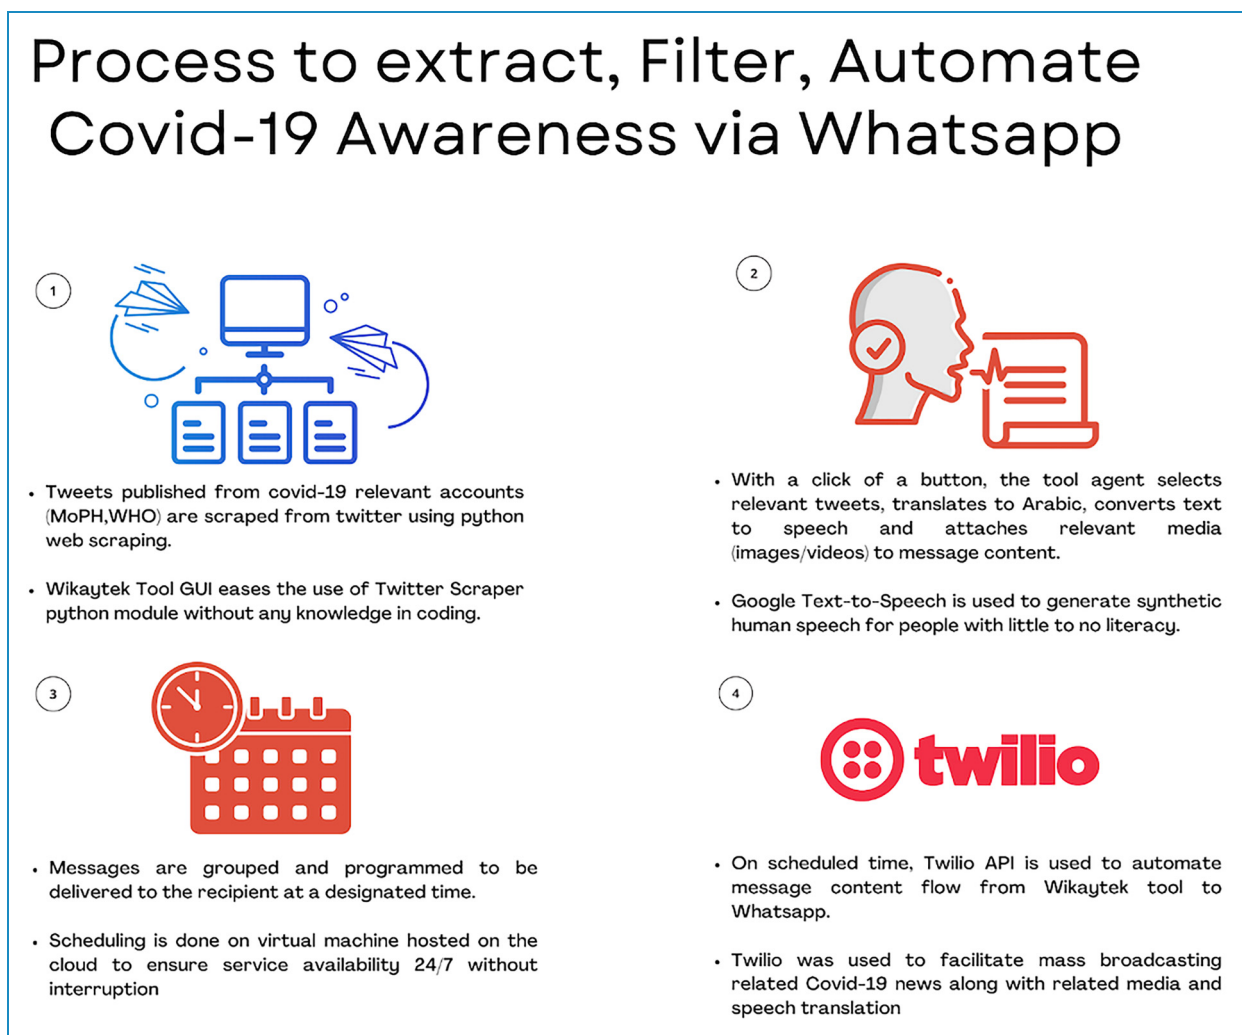 Process to extract, Filter, Automate
Covid-19 Awareness via Whatsapp
1
• Tweets published from covid-19 relevant accounts
(MoPH,WHO) are scraped from twitter using python
web scraping.
• Wikaytek Tool GUI eases the use of Twitter Scraper
python module without any knowledge in coding.
2
• With a click of a button, the tool agent selects
relevant tweets, translates to Arabic, converts text
to speech and attaches relevant media
(images/videos) to message content.
• Google Text-to-Speech is used to generate synthetic
human speech for people with little to no literacy.
3
• Messages are grouped and programmed to be
delivered to the recipient at a designated time.
• Scheduling is done on virtual machine hosted on the
cloud to ensure service availability 24/7 without
interruption
4
twilio
• On scheduled time, Twilio API is used to automate
message content flow from Wikaytek tool to
Whatsapp.
• Twilio was used to facilitate mass broadcasting
related Covid-19 news along with related media and
speech translation